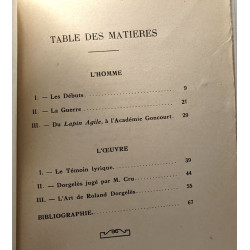 TABLE DES MATIERES
L'HOMME
I. — Les Débuts. 9
II. — La Guerre 21
III. — Du Lapin Agile, à l'Académie Goncourt. 29
L'ŒUVRE
I. — Le Témoin lyrique. 39
II. — Dorgelès jugé par M. Cru 44
III. — L'Art de Roland Dorgelès. 55
BIBLIOGRAPHIE. 67